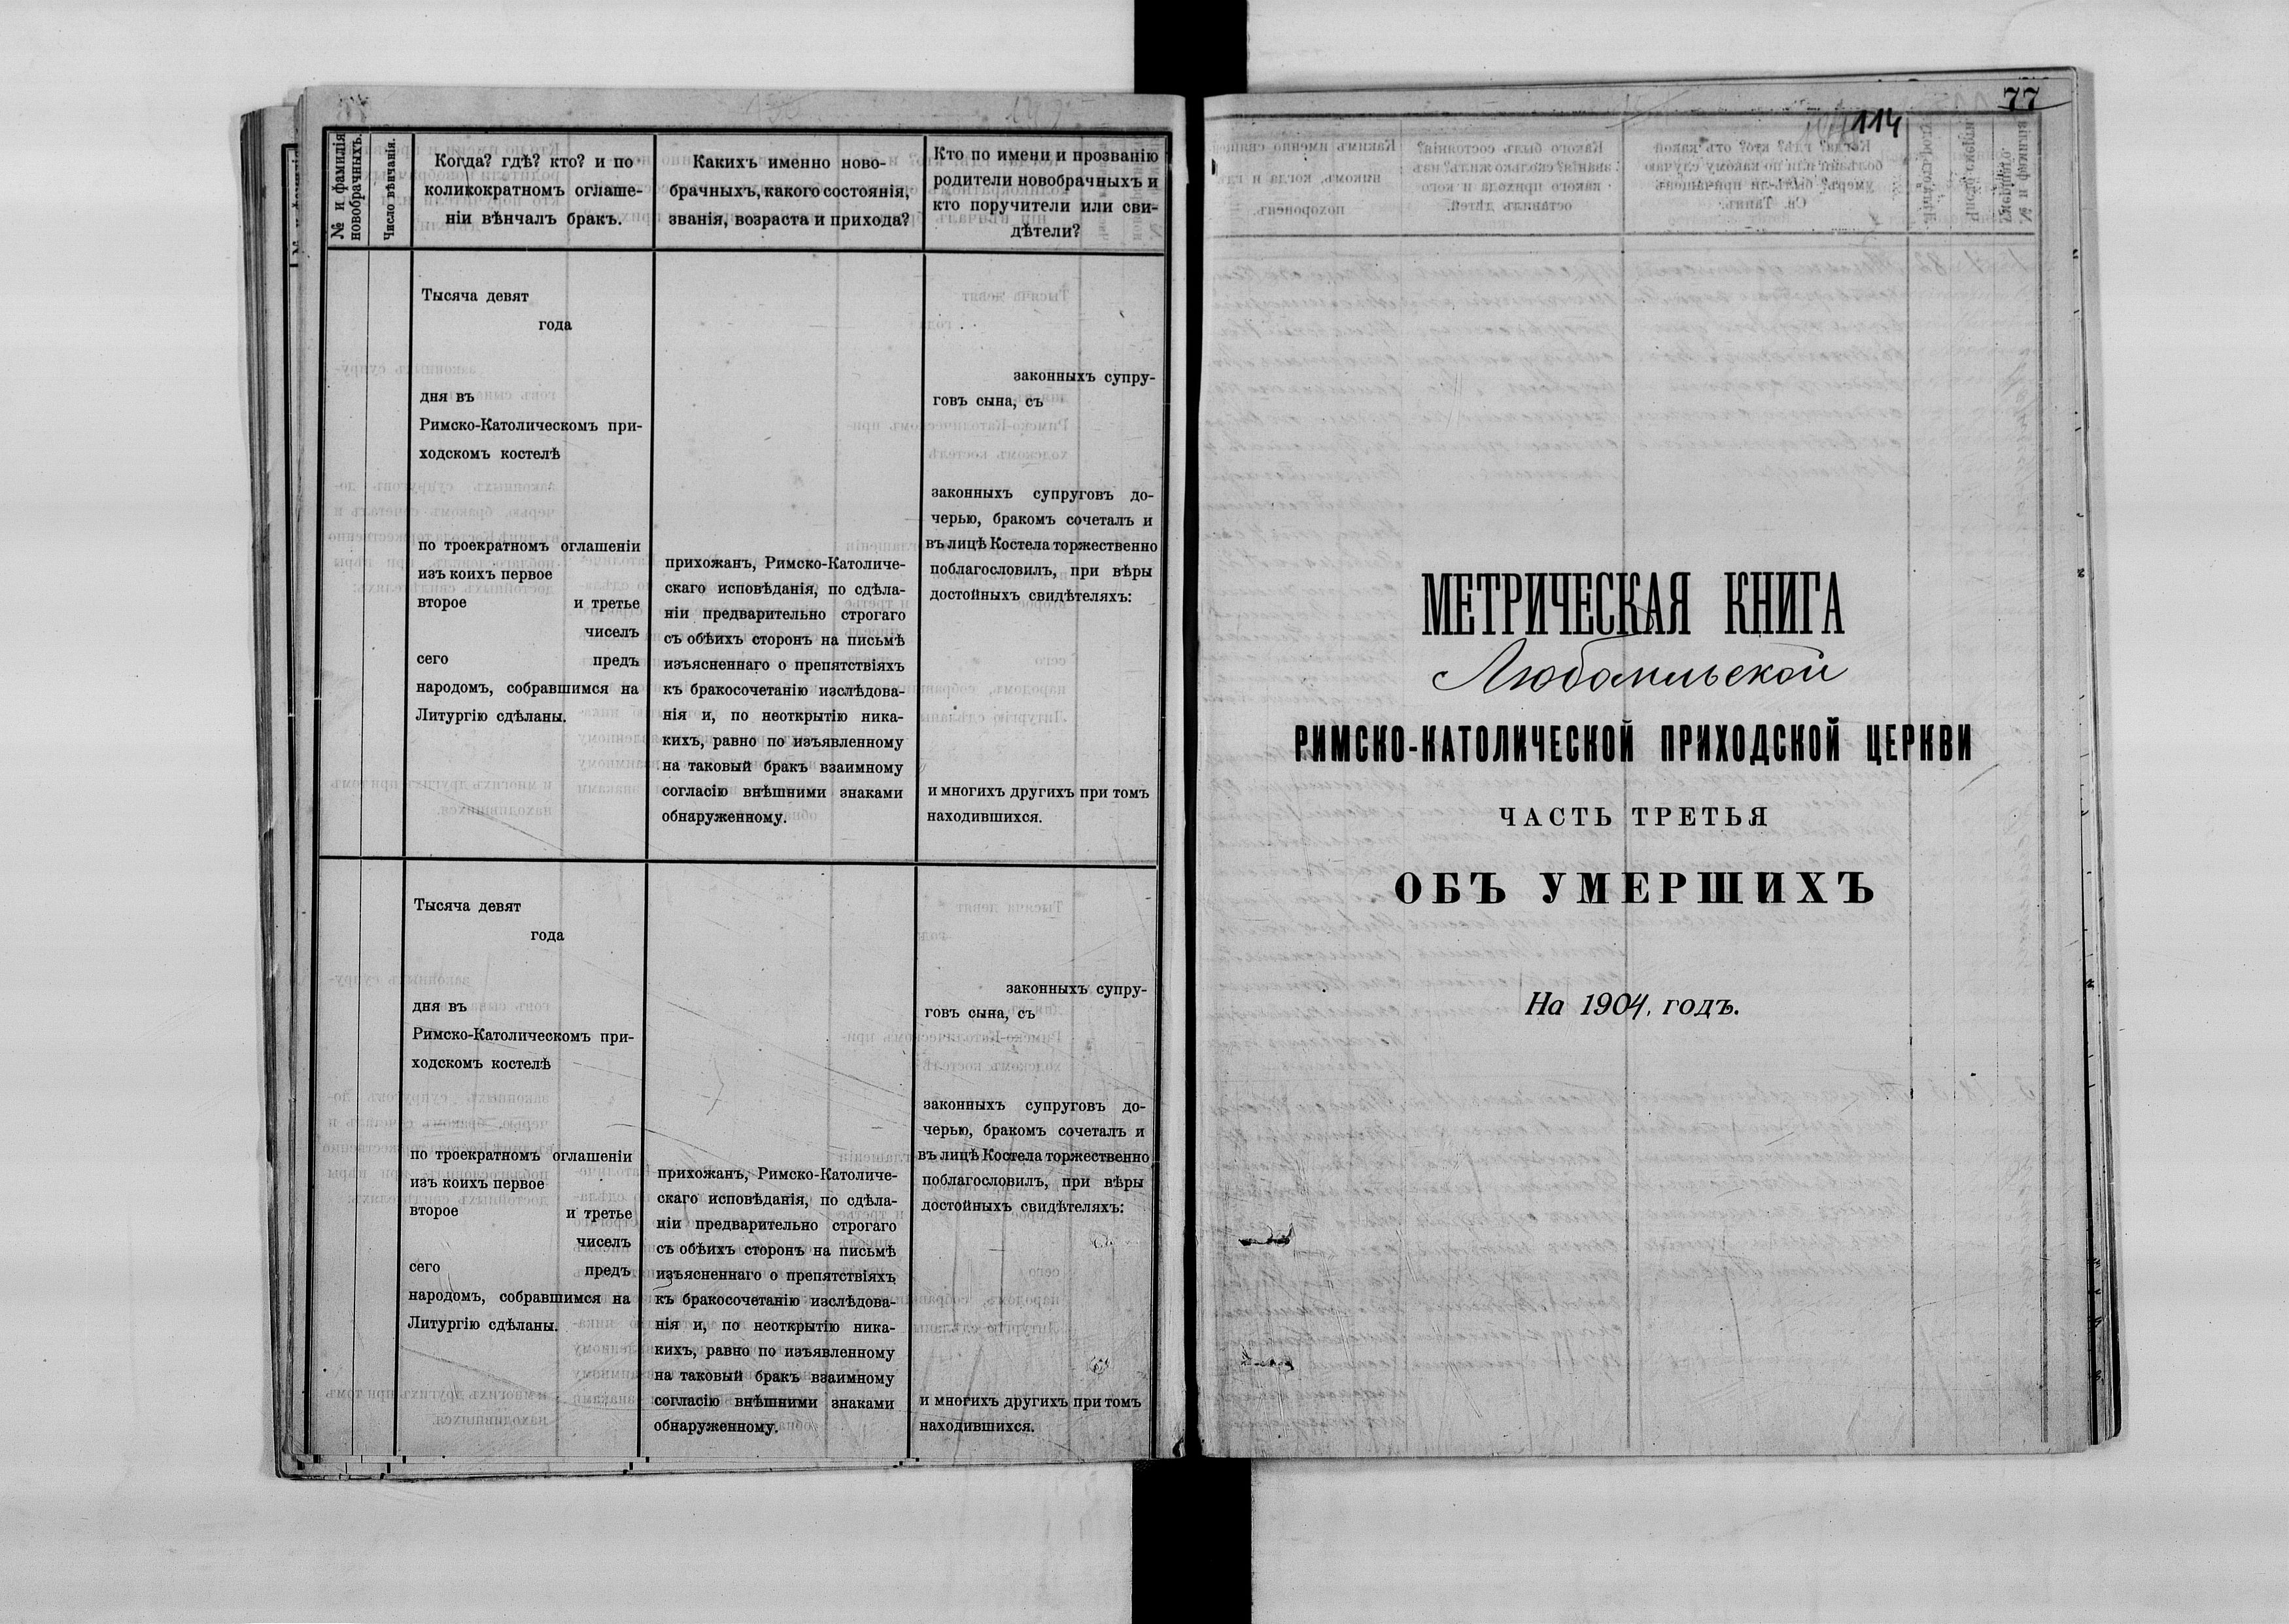 № и фамилія
новобрачныхъ.
Число вѣнчанія.
Когда? гдѣ? кто? и по
коликократномъ оглаше-
ніи вѣнчалъ бракъ.
Какихъ именно ново-
брачныхъ, какого состоянія,
званія, возраста и прихода?
Кто по имени и прозванію
родители новобрачныхъ и
кто поручители или сви-
дѣтели?
Тысяча девят
года
дня въ
Римско-Католическомъ при-
ходскомъ костелѣ
по троекратномъ оглашеніи
изъ коихъ первое
второе и третье
чиселъ
сего предъ
народомъ, собравшимся на
Литургію сдѣланы.
прихожанъ, Римско-Католиче-
скаго исповѣданія, по сдѣла-
ніи предварительно строгаго
съ обѣихъ сторонъ на письмѣ
изъясненнаго о препятствіяхъ
къ бракосочетанію изслѣдова-
нія и, по неоткрытію ника-
кихъ, равно по изъявленному
на таковый бракъ взаимному
согласію внѣшними знаками
обнаруженному.
законныхъ супру-
говъ сына, съ
законныхъ супруговъ до-
черью, бракомъ сочеталъ и
въ лицѣ Костела торжественно
поблагословилъ, при вѣры
достойныхъ свидѣтеляхъ:
и многихъ другихъ при томъ
находившихся.
Тысяча девят
года
дня въ
Римско-Католическомъ при-
ходскомъ костелѣ
по троекратномъ оглашеніи
изъ коихъ первое
второе и третье
чиселъ
сего предъ
народомъ, собравшимся на
Литургію сдѣланы.
прихожанъ, Римско-Католиче-
скаго исповѣданія, по сдѣла-
ніи предварительно строгаго
съ обѣихъ сторонъ на письмѣ
изъясненнаго о препятствіяхъ
къ бракосочетанію изслѣдова-
нія и, по неоткрытію ника-
кихъ, равно по изъявленному
на таковый бракъ взаимному
согласію внѣшними знаками
обнаруженному.
законныхъ супру-
говъ сына, съ
законныхъ супруговъ до-
черью, бракомъ сочеталъ и
въ лицѣ Костела торжественно
поблагословилъ, при вѣры
достойныхъ свидѣтеляхъ:
и многихъ другихъ при томъ
находившихся.
77
114
МЕТРИЧЕСКАЯ КНИГА
Любомльской
РИМСКО-КАТОЛИЧЕСКОЙ ПРИХОДСКОЙ ЦЕРКВИ
ЧАСТЬ ТРЕТЬЯ
ОБЪ УМЕРШИХЪ
На 1904, годъ.